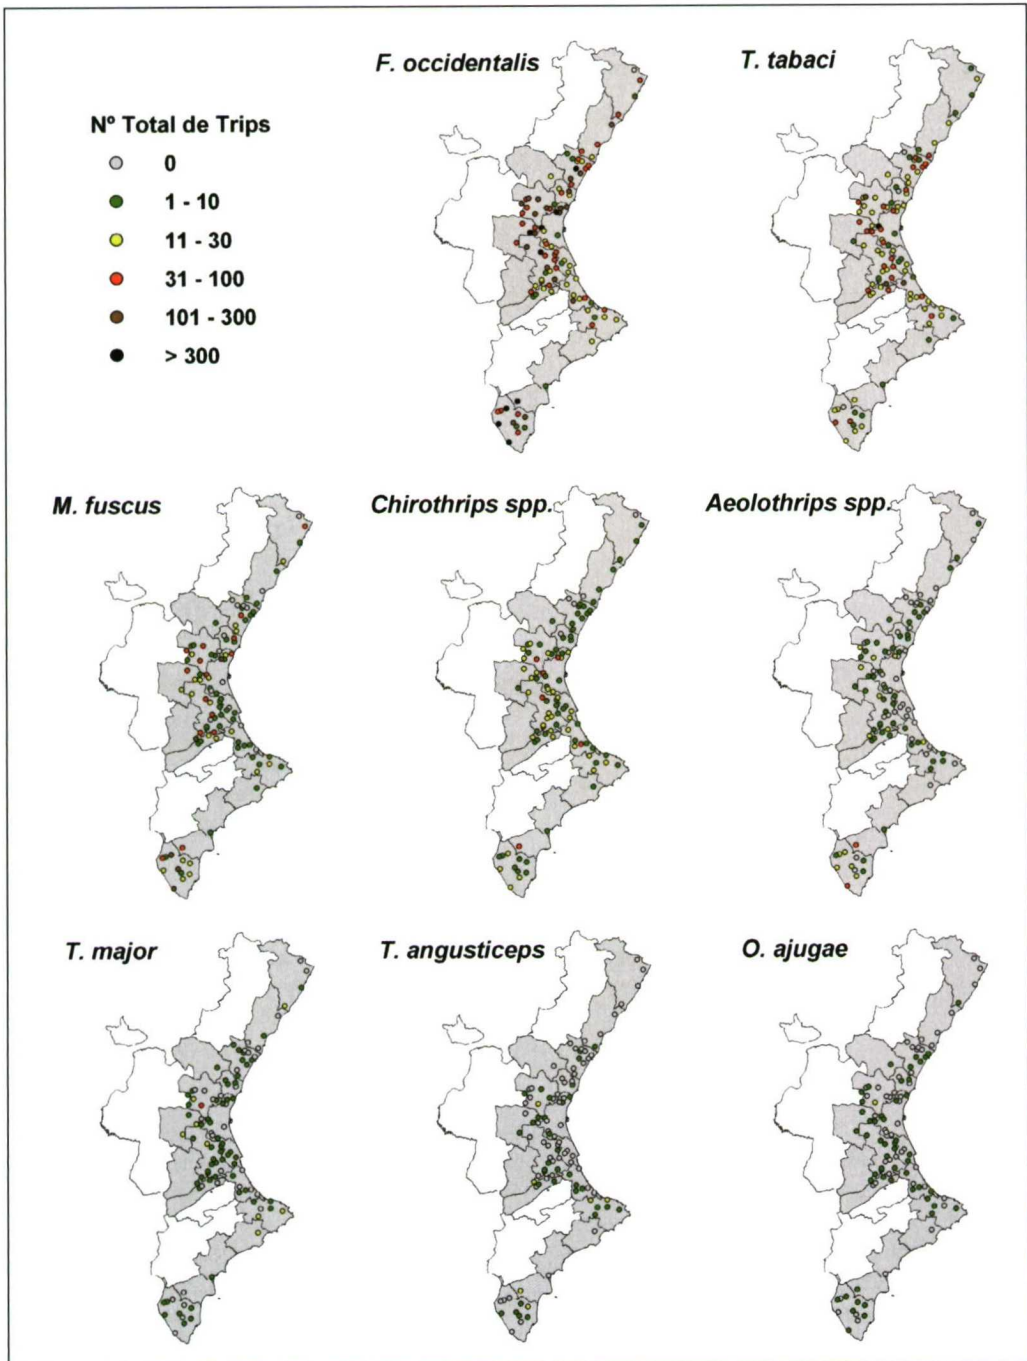 F. occidentalis
T. tabaci
Nº Total de Trips
0
1 - 10
11 - 30
31 - 100
101 - 300
> 300
M. fuscus
Chirothrips spp.
Aeolothrips spp.
T. major
T. angusticeps
O. ajugae